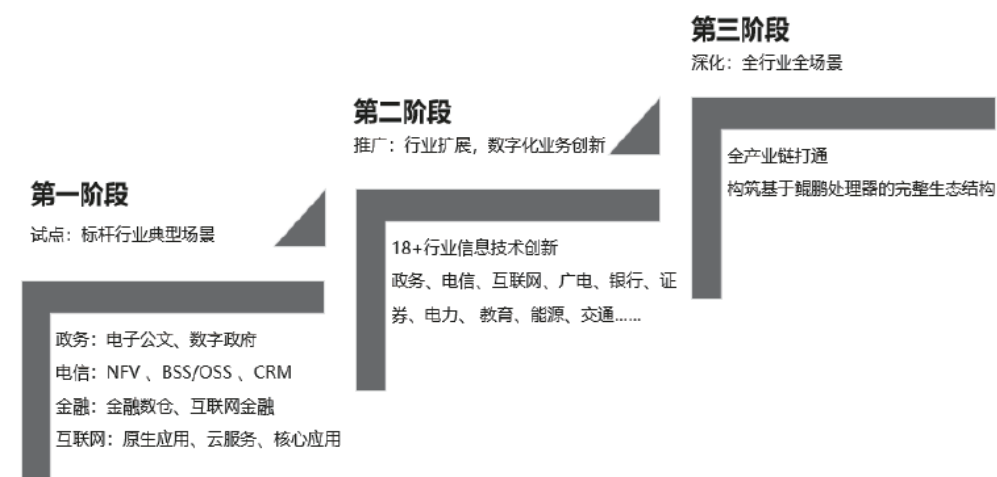 第一阶段
试点：标杆行业典型场景
政务：电子公文、数字政府
电信：NFV 、BSS/OSS 、CRM
金融：金融数仓、互联网金融
互联网：原生应用、云服务、核心应用
第二阶段
推广：行业扩展，数字化业务创新
18+行业信息技术创新
政务、电信、互联网、广电、银行、证
券、电力、 教育、能源、交通......
第三阶段
深化：全行业全场景
全产业链打通
构筑基于鲲鹏处理器的完整生态结构